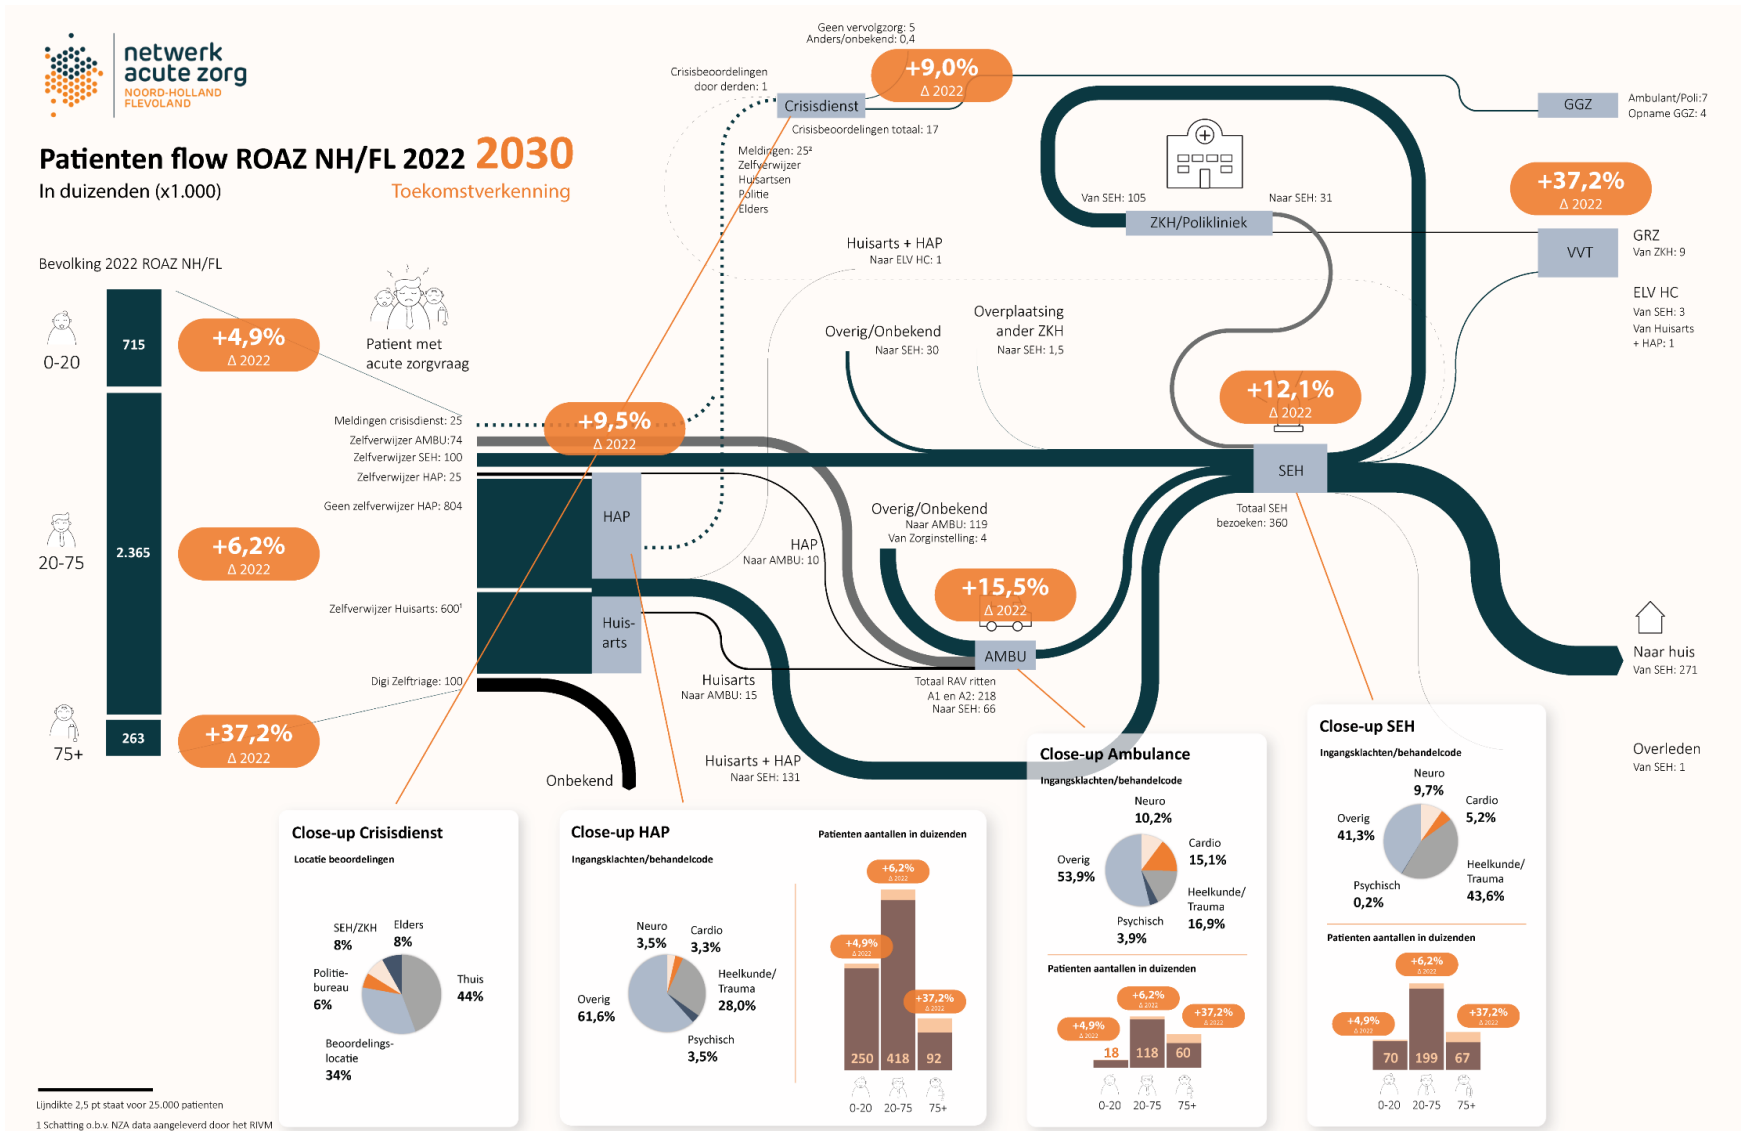 netwerk
acute zorg
NOORD-HOLLAND
FLEVOLAND
Patienten flow ROAZ NH/FL 2022 2030
In duizenden (x1.000)
Toekomstverkenning
Bevolking 2022 ROAZ NH/FL
0-20
715
+4,9%
Δ 2022
20-75
2.365
+6,2%
Δ 2022
75+
263
+37,2%
Δ 2022
Patient met
acute zorgvraag
Meldingen crisisdienst: 25
Zelfverwijzer AMBU:74
Zelfverwijzer SEH: 100
Zelfverwijzer HAP: 25
Geen zelfverwijzer HAP: 804
Zelfverwijzer Huisarts: 600¹
Digi Zelftriage: 100
Onbekend
+9,5%
Δ 2022
HAP
Huis-
arts
Geen vervolgzorg: 5
Anders/onbekend: 0,4
Crisisbeoordelingen
door derden: 1
Crisisdienst
+9,0%
Δ 2022
Crisisbeoordelingen totaal: 17
Meldingen: 25²
Zelfverwijzer
Huisartsen
Politie
Elders
Huisarts + HAP
Naar ELV HC: 1
Overig/Onbekend
Naar SEH: 30
Overplaatsing
ander ZKH
Naar SEH: 1,5
Overig/Onbekend
Naar AMBU: 119
Van Zorginstelling: 4
HAP
Naar AMBU: 10
+15,5%
Δ 2022
AMBU
Totaal RAV ritten
A1 en A2: 218
Naar SEH: 66
Huisarts
Naar AMBU: 15
Huisarts + HAP
Naar SEH: 131
Van SEH: 105
Naar SEH: 31
ZKH/Polikliniek
+12,1%
Δ 2022
SEH
Totaal SEH
bezoeken: 360
GGZ
Ambulant/Poli:7
Opname GGZ: 4
+37,2%
Δ 2022
VVT
GRZ
Van ZKH: 9
ELV HC
Van SEH: 3
Van Huisarts
+ HAP: 1
Naar huis
Van SEH: 271
Overleden
Van SEH: 1
Close-up Crisisdienst
Locatie beoordelingen
SEH/ZKH
8%
Elders
8%
Politie-
bureau
6%
Thuis
44%
Beoordelings-
locatie
34%
Close-up HAP
Ingangsklachten/behandelcode
Neuro
3,5%
Cardio
3,3%
Heelkunde/
Trauma
28,0%
Overig
61,6%
Psychisch
3,5%
Patienten aantallen in duizenden
+6,2%
Δ 2022
+4,9%
Δ 2022
+37,2%
Δ 2022
250 418 92
0-20 20-75 75+
Close-up Ambulance
Ingangsklachten/behandelcode
Neuro
10,2%
Cardio
15,1%
Overig
53,9%
Heelkunde/
Trauma
16,9%
Psychisch
3,9%
Patienten aantallen in duizenden
+6,2%
Δ 2022
+4,9%
Δ 2022
+37,2%
Δ 2022
18 118 60
0-20 20-75 75+
Close-up SEH
Ingangsklachten/behandelcode
Neuro
9,7%
Cardio
5,2%
Overig
41,3%
Heelkunde/
Trauma
43,6%
Psychisch
0,2%
Patienten aantallen in duizenden
+6,2%
Δ 2022
+4,9%
Δ 2022
+37,2%
Δ 2022
70 199 67
0-20 20-75 75+
Lijndikte 2,5 pt staat voor 25.000 patienten
1 Schatting o.b.v. NZA data aangeleverd door het RIVM